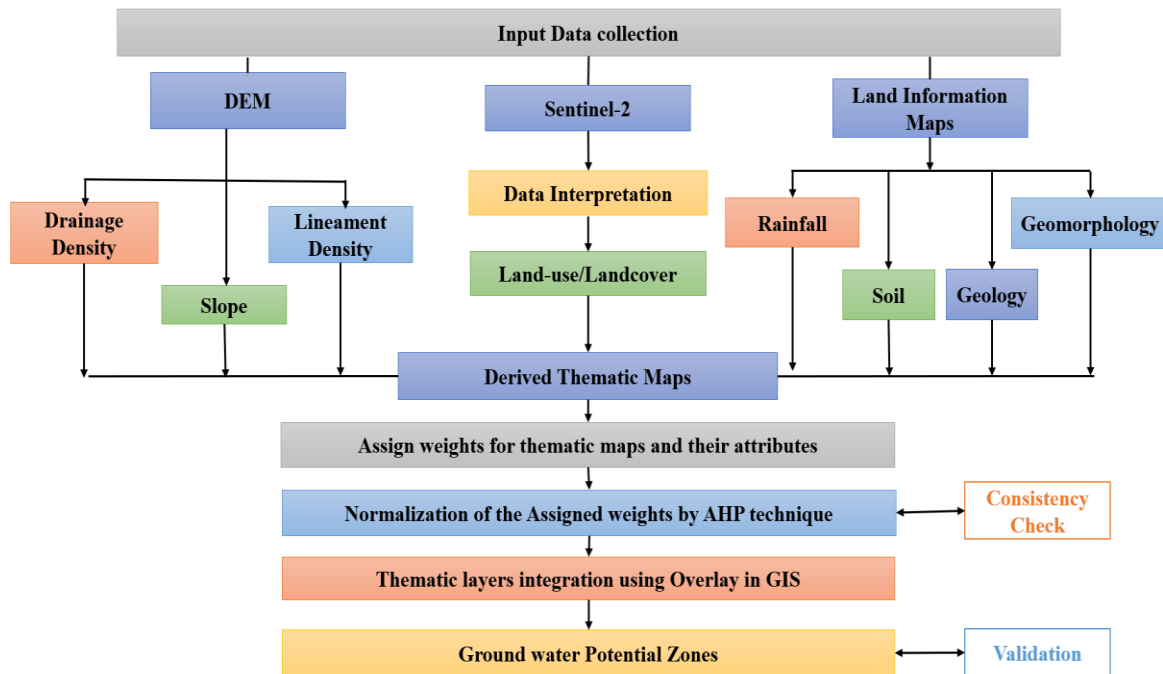 Input Data collection
DEM
Sentinel-2
Land Information
Maps
Data Interpretation
Drainage
Density
Lineament
Density
Rainfall
Geomorphology
Land-use/Landcover
Slope
Soil
Geology
Derived Thematic Maps
Assign weights for thematic maps and their attributes
Normalization of the Assigned weights by AHP technique
Consistency
Check
Thematic layers integration using Overlay in GIS
Ground water Potential Zones
Validation